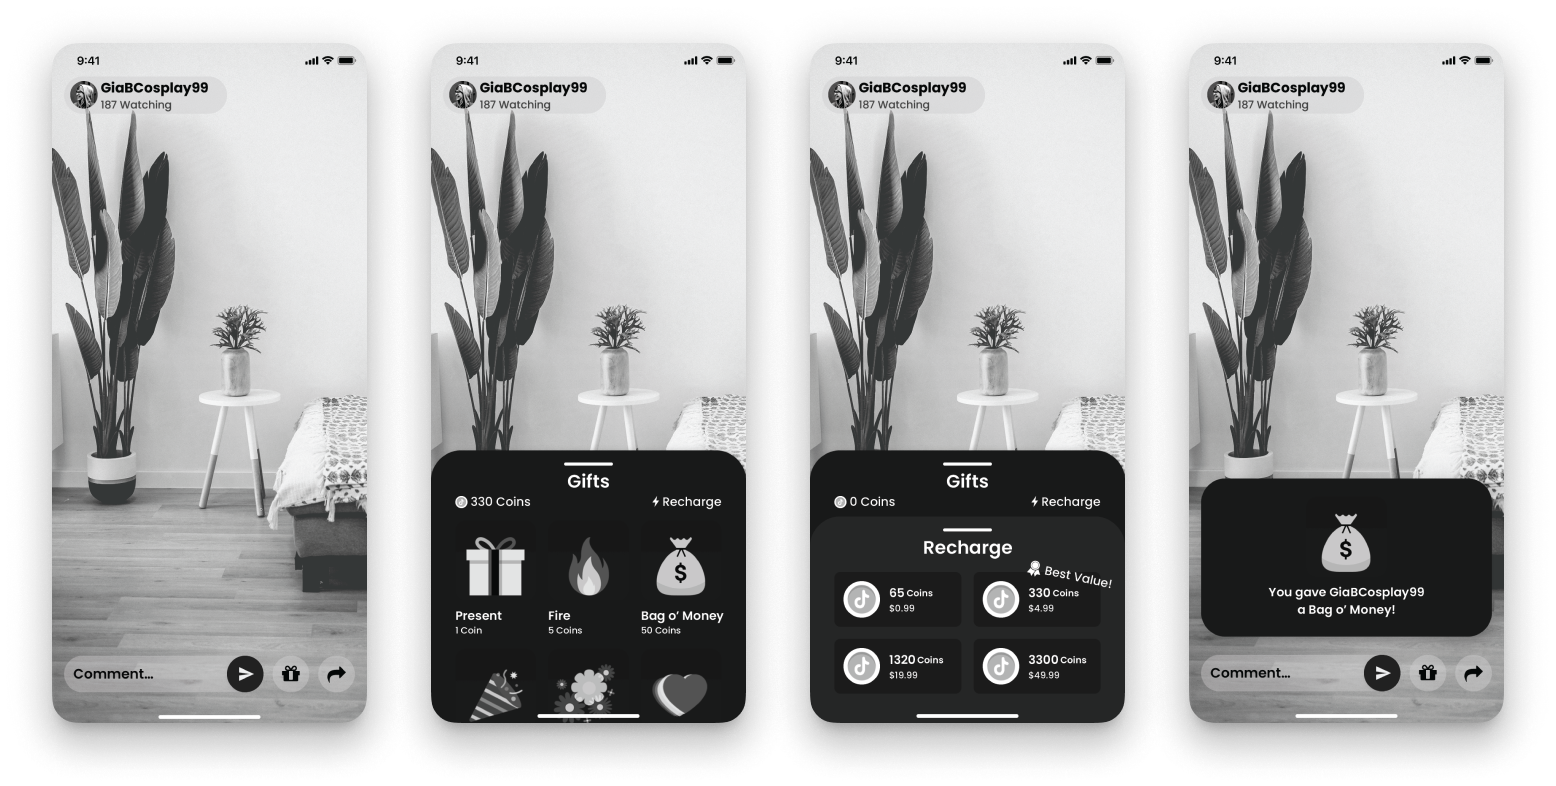 9:41
GiaBCosplay99
187 Watching
Comment...
9:41
GiaBCosplay99
187 Watching
Gifts
330 Coins
Recharge
Present
1 Coin
Fire
5 Coins
Bag o’ Money
50 Coins
9:41
GiaBCosplay99
187 Watching
Gifts
0 Coins
Recharge
Recharge
Best Value!
65 Coins
$0.99
330 Coins
$4.99
1320 Coins
$19.99
3300 Coins
$49.99
9:41
GiaBCosplay99
187 Watching
$
You gave GiaBCosplay99
a Bag o’ Money!
Comment...